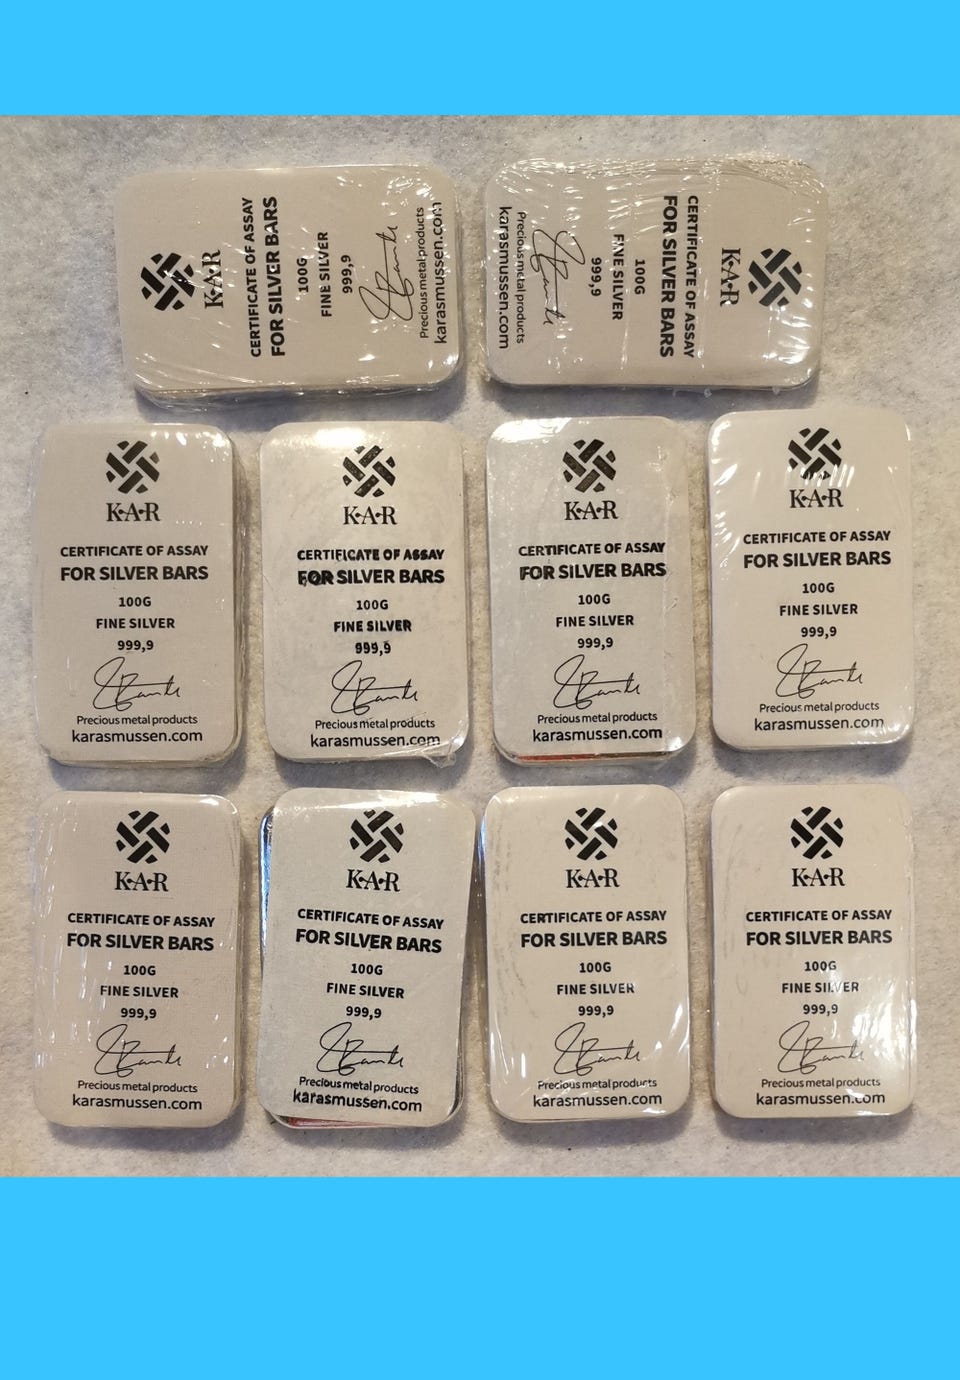 K·A·R
CERTIFICATE OF ASSAY
FOR SILVER BARS
100G
FINE SILVER
999,9
Precious metal products
karasmussen.com
K·A·R
CERTIFICATE OF ASSAY
FOR SILVER BARS
100G
FINE SILVER
999,9
Precious metal products
karasmussen.com
K·A·R
CERTIFICATE OF ASSAY
FOR SILVER BARS
100G
FINE SILVER
999,9
Precious metal products
karasmussen.com
K·A·R
CERTIFICATE OF ASSAY
FOR SILVER BARS
100G
FINE SILVER
999,9
Precious metal products
karasmussen.com
K·A·R
CERTIFICATE OF ASSAY
FOR SILVER BARS
100G
FINE SILVER
999,9
Precious metal products
karasmussen.com
K·A·R
CERTIFICATE OF ASSAY
FOR SILVER BARS
100G
FINE SILVER
999,9
Precious metal products
karasmussen.com
K·A·R
CERTIFICATE OF ASSAY
FOR SILVER BARS
100G
FINE SILVER
999,9
Precious metal products
karasmussen.com
K·A·R
CERTIFICATE OF ASSAY
FOR SILVER BARS
100G
FINE SILVER
999,9
Precious metal products
karasmussen.com
K·A·R
CERTIFICATE OF ASSAY
FOR SILVER BARS
100G
FINE SILVER
999,9
Precious metal products
karasmussen.com
K·A·R
CERTIFICATE OF ASSAY
FOR SILVER BARS
100G
FINE SILVER
999,9
Precious metal products
karasmussen.com